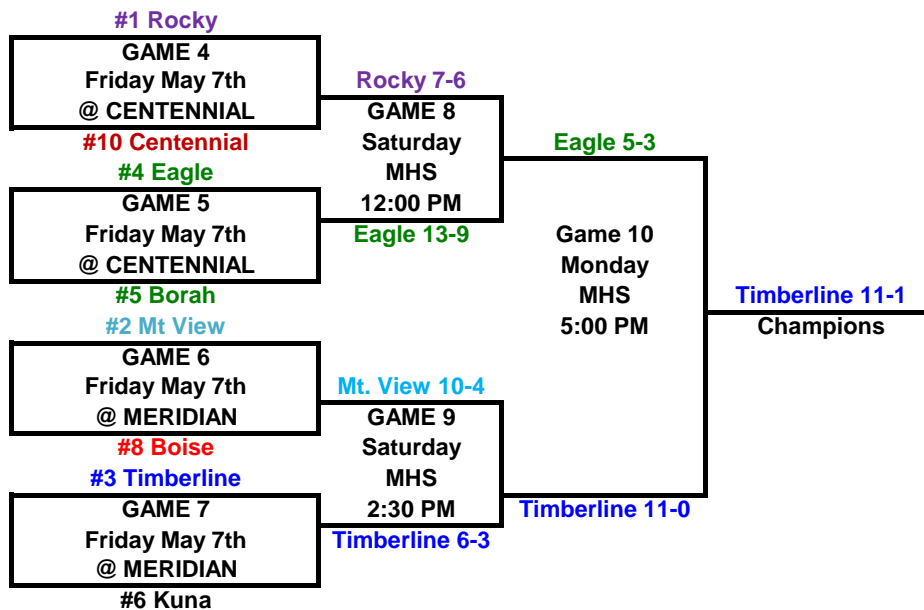 #1 Rocky
GAME 4
Friday May 7th
@ CENTENNIAL
#10 Centennial
#4 Eagle
GAME 5
Friday May 7th
@ CENTENNIAL
#5 Borah
#2 Mt View
GAME 6
Friday May 7th
@ MERIDIAN
#8 Boise
#3 Timberline
GAME 7
Friday May 7th
@ MERIDIAN
#6 Kuna
Rocky 7-6
GAME 8
Saturday
MHS
12:00 PM
Eagle 13-9
Mt. View 10-4
GAME 9
Saturday
MHS
2:30 PM
Timberline 6-3
Eagle 5-3
Game 10
Monday
MHS
5:00 PM
Timberline 11-0
Timberline 11-1
Champions